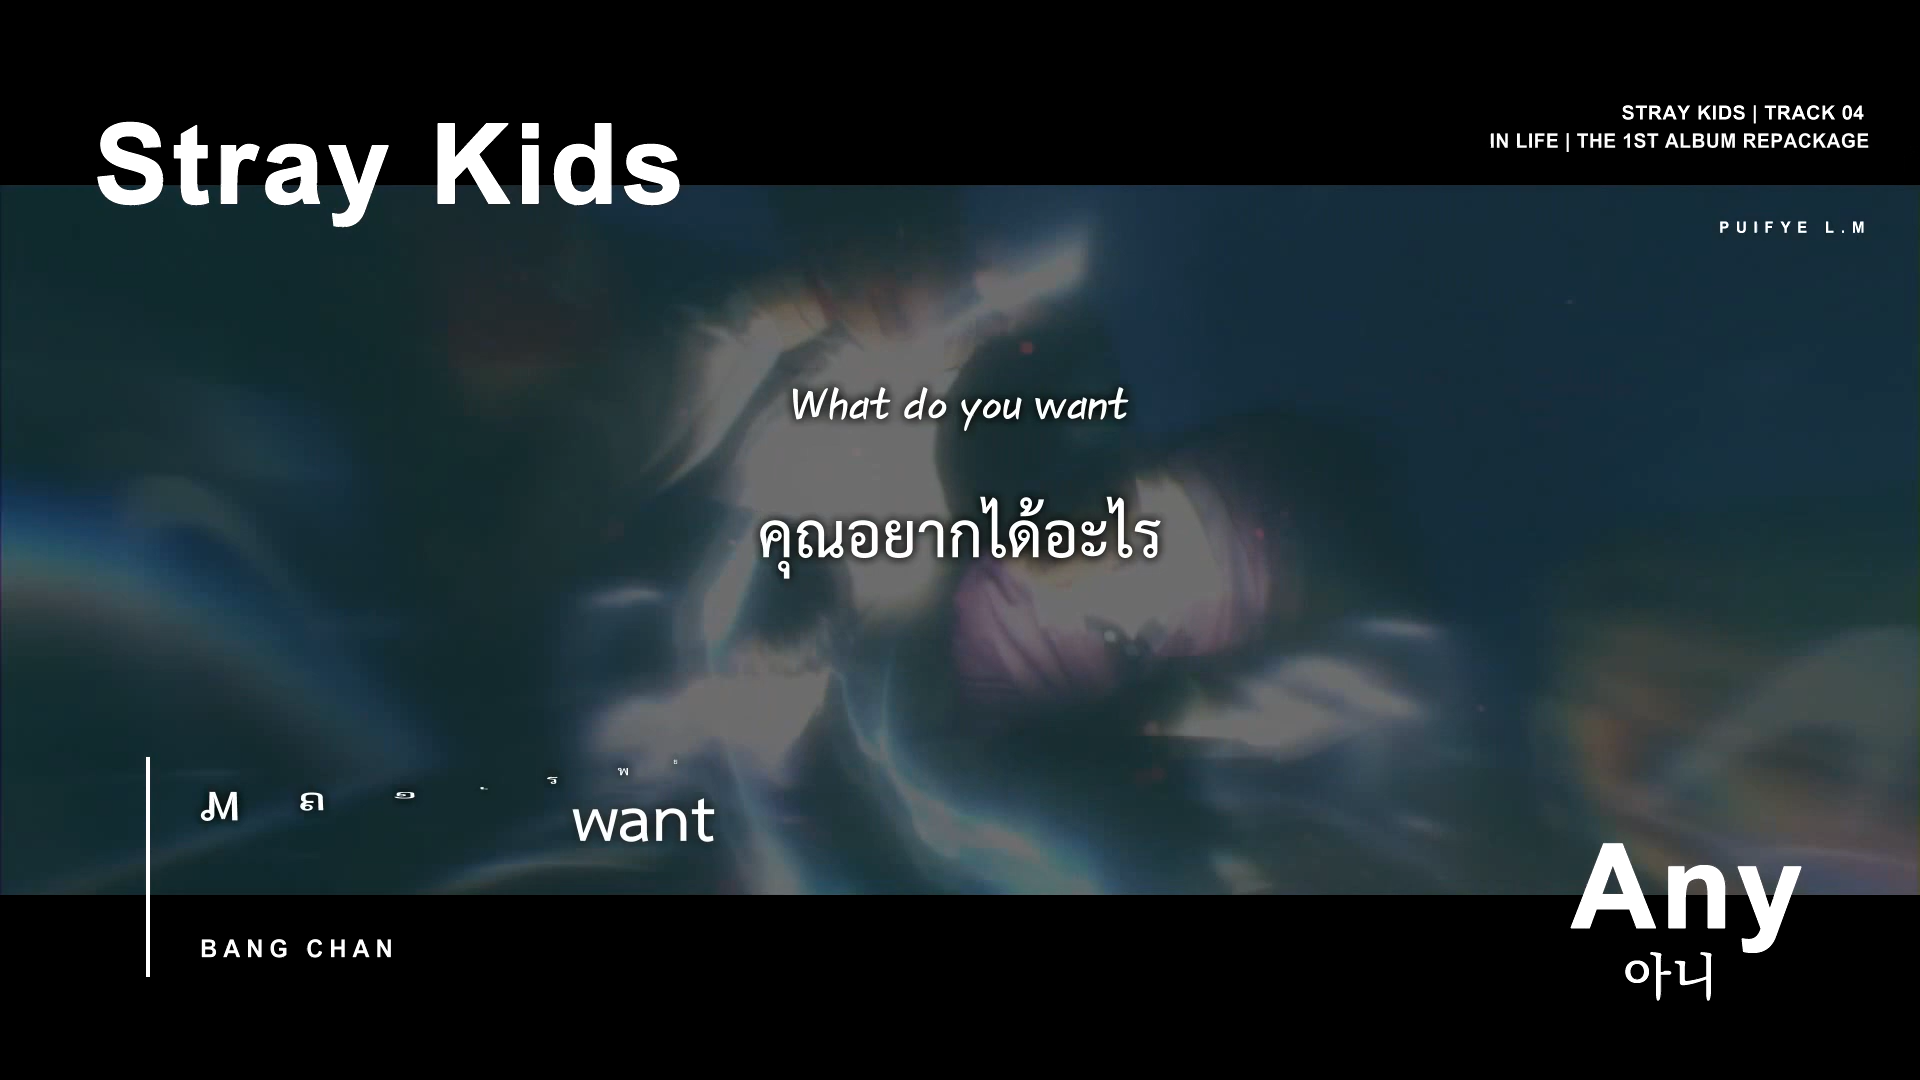 Stray Kids
STRAY KIDS | TRACK 04
IN LIFE | THE 1ST ALBUM REPACKAGE
PUIFYE L.M
What do you want
คุณอยากได้อะไร
want
BANG CHAN
Any
아니